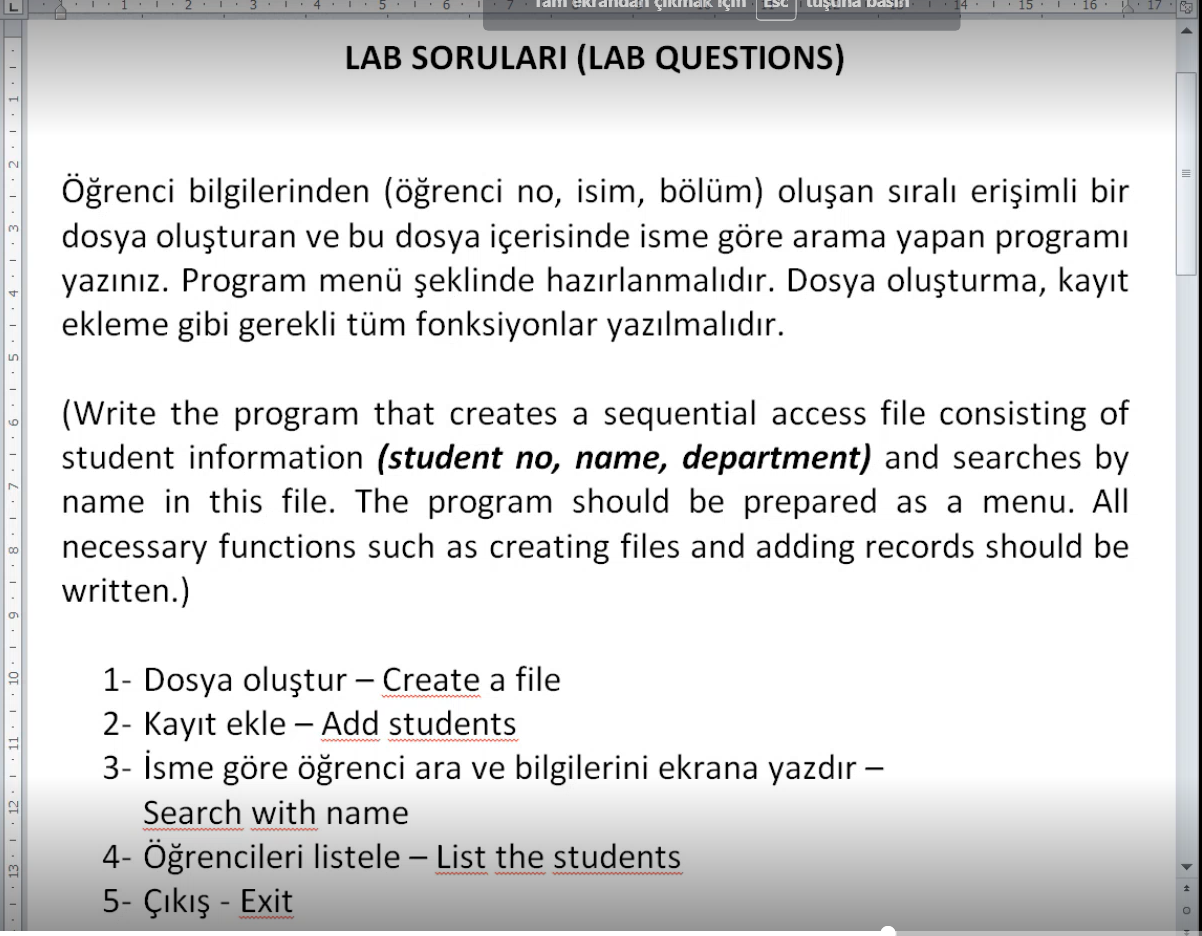 Tam ekrandan çıkmak için Esc tuşuna basın
LAB SORULARI (LAB QUESTIONS)
Öğrenci bilgilerinden (öğrenci no, isim, bölüm) oluşan sıralı erişimli bir
dosya oluşturan ve bu dosya içerisinde isme göre arama yapan programı
yazınız. Program menü şeklinde hazırlanmalıdır. Dosya oluşturma, kayıt
ekleme gibi gerekli tüm fonksiyonlar yazılmalıdır.
(Write the program that creates a sequential access file consisting of
student information (student no, name, department) and searches by
name in this file. The program should be prepared as a menu. All
necessary functions such as creating files and adding records should be
written.)
1- Dosya oluştur – Create a file
2- Kayıt ekle – Add students
3- İsme göre öğrenci ara ve bilgilerini ekrana yazdır –
Search with name
4- Öğrencileri listele – List the students
5- Çıkış - Exit